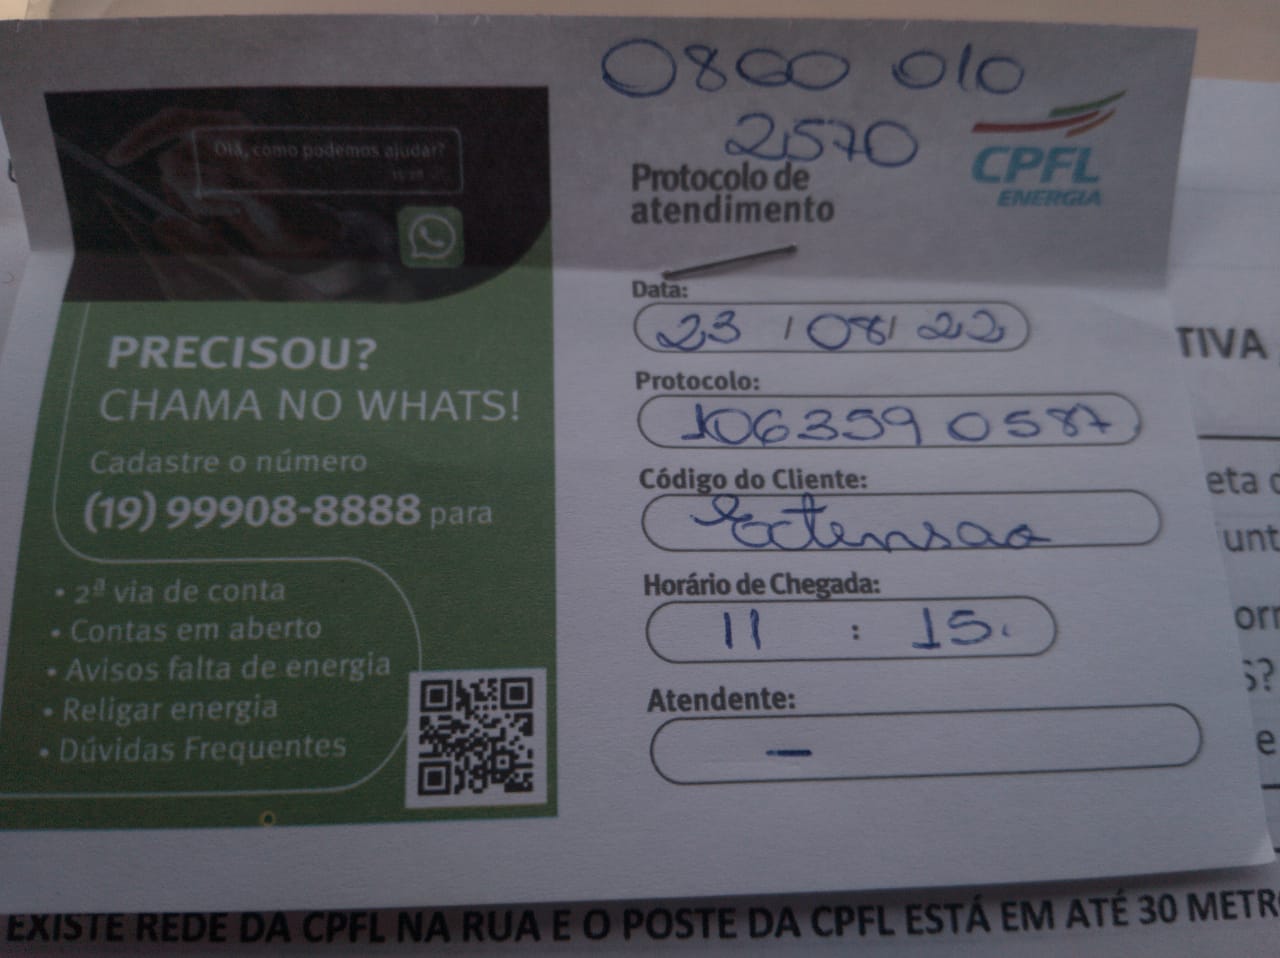 0800 010
2570
Olá, como podemos ajudar?
CPFL
ENERGIA
Protocolo de
atendimento
Data:
23 / 08 / 22
PRECISOU?
CHAMA NO WHATS!
Cadastre o número
(19) 99908-8888 para
• 2ª via de conta
• Contas em aberto
• Avisos falta de energia
• Religar energia
• Dúvidas Frequentes
Protocolo:
106359 0587
Código do Cliente:
Extensao
Horário de Chegada:
11 : 15.
Atendente:
—
TIVA
eta
unt
orr
s?
e
EXISTE REDE DA CPFL NA RUA E O POSTE DA CPFL ESTÁ EM ATÉ 30 METR